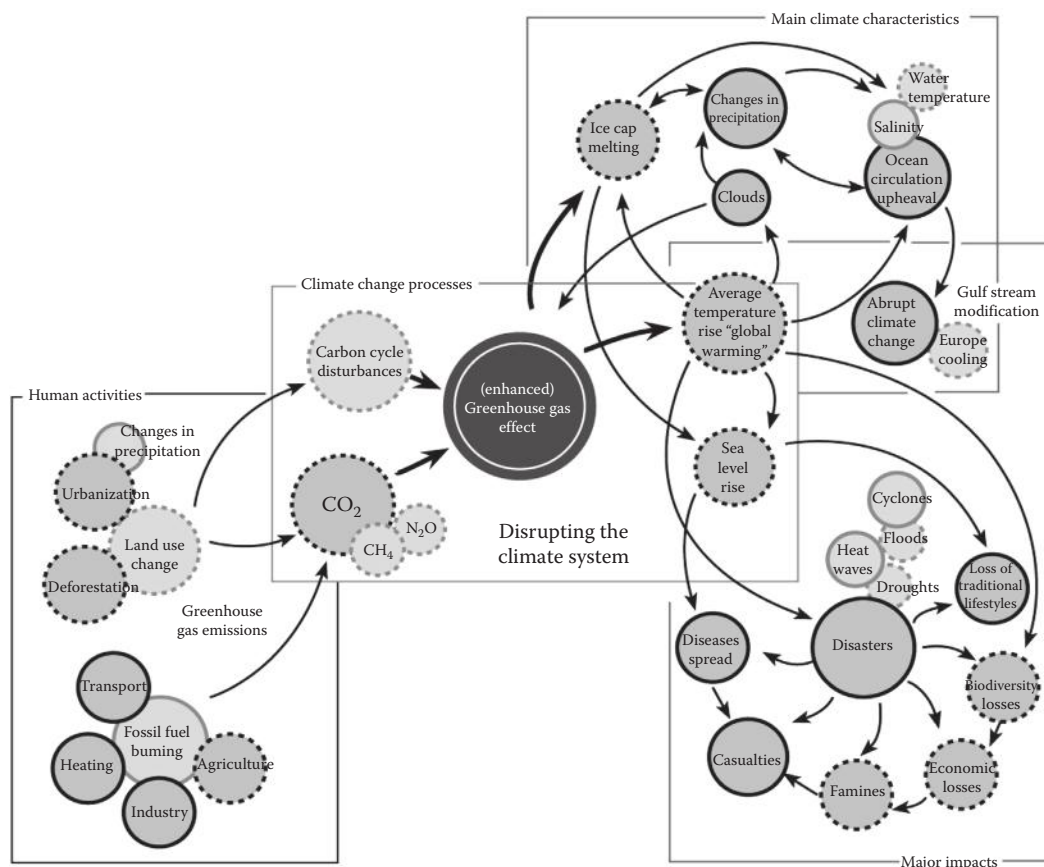 Main climate characteristics
Water
temperature
Changes in
precipitation
Ice cap
melting
Salinity
Ocean
circulation
upheaval
Clouds
Climate change processes
Average
temperature
rise “global
warming”
Abrupt
climate
change
Gulf stream
modification
Europe
cooling
Carbon cycle
disturbances
(enhanced)
Greenhouse gas
effect
Human activities
Changes in
precipitation
Urbanization
Land use
change
Deforestation
CO₂
CH₄
N₂O
Sea
level
rise
Disrupting the
climate system
Cyclones
Floods
Heat
waves
Droughts
Loss of
traditional
lifestyles
Greenhouse
gas emissions
Diseases
spread
Disasters
Biodiversity
losses
Transport
Fossil fuel
buming
Heating
Agriculture
Industry
Casualties
Famines
Economic
losses
Major impacts